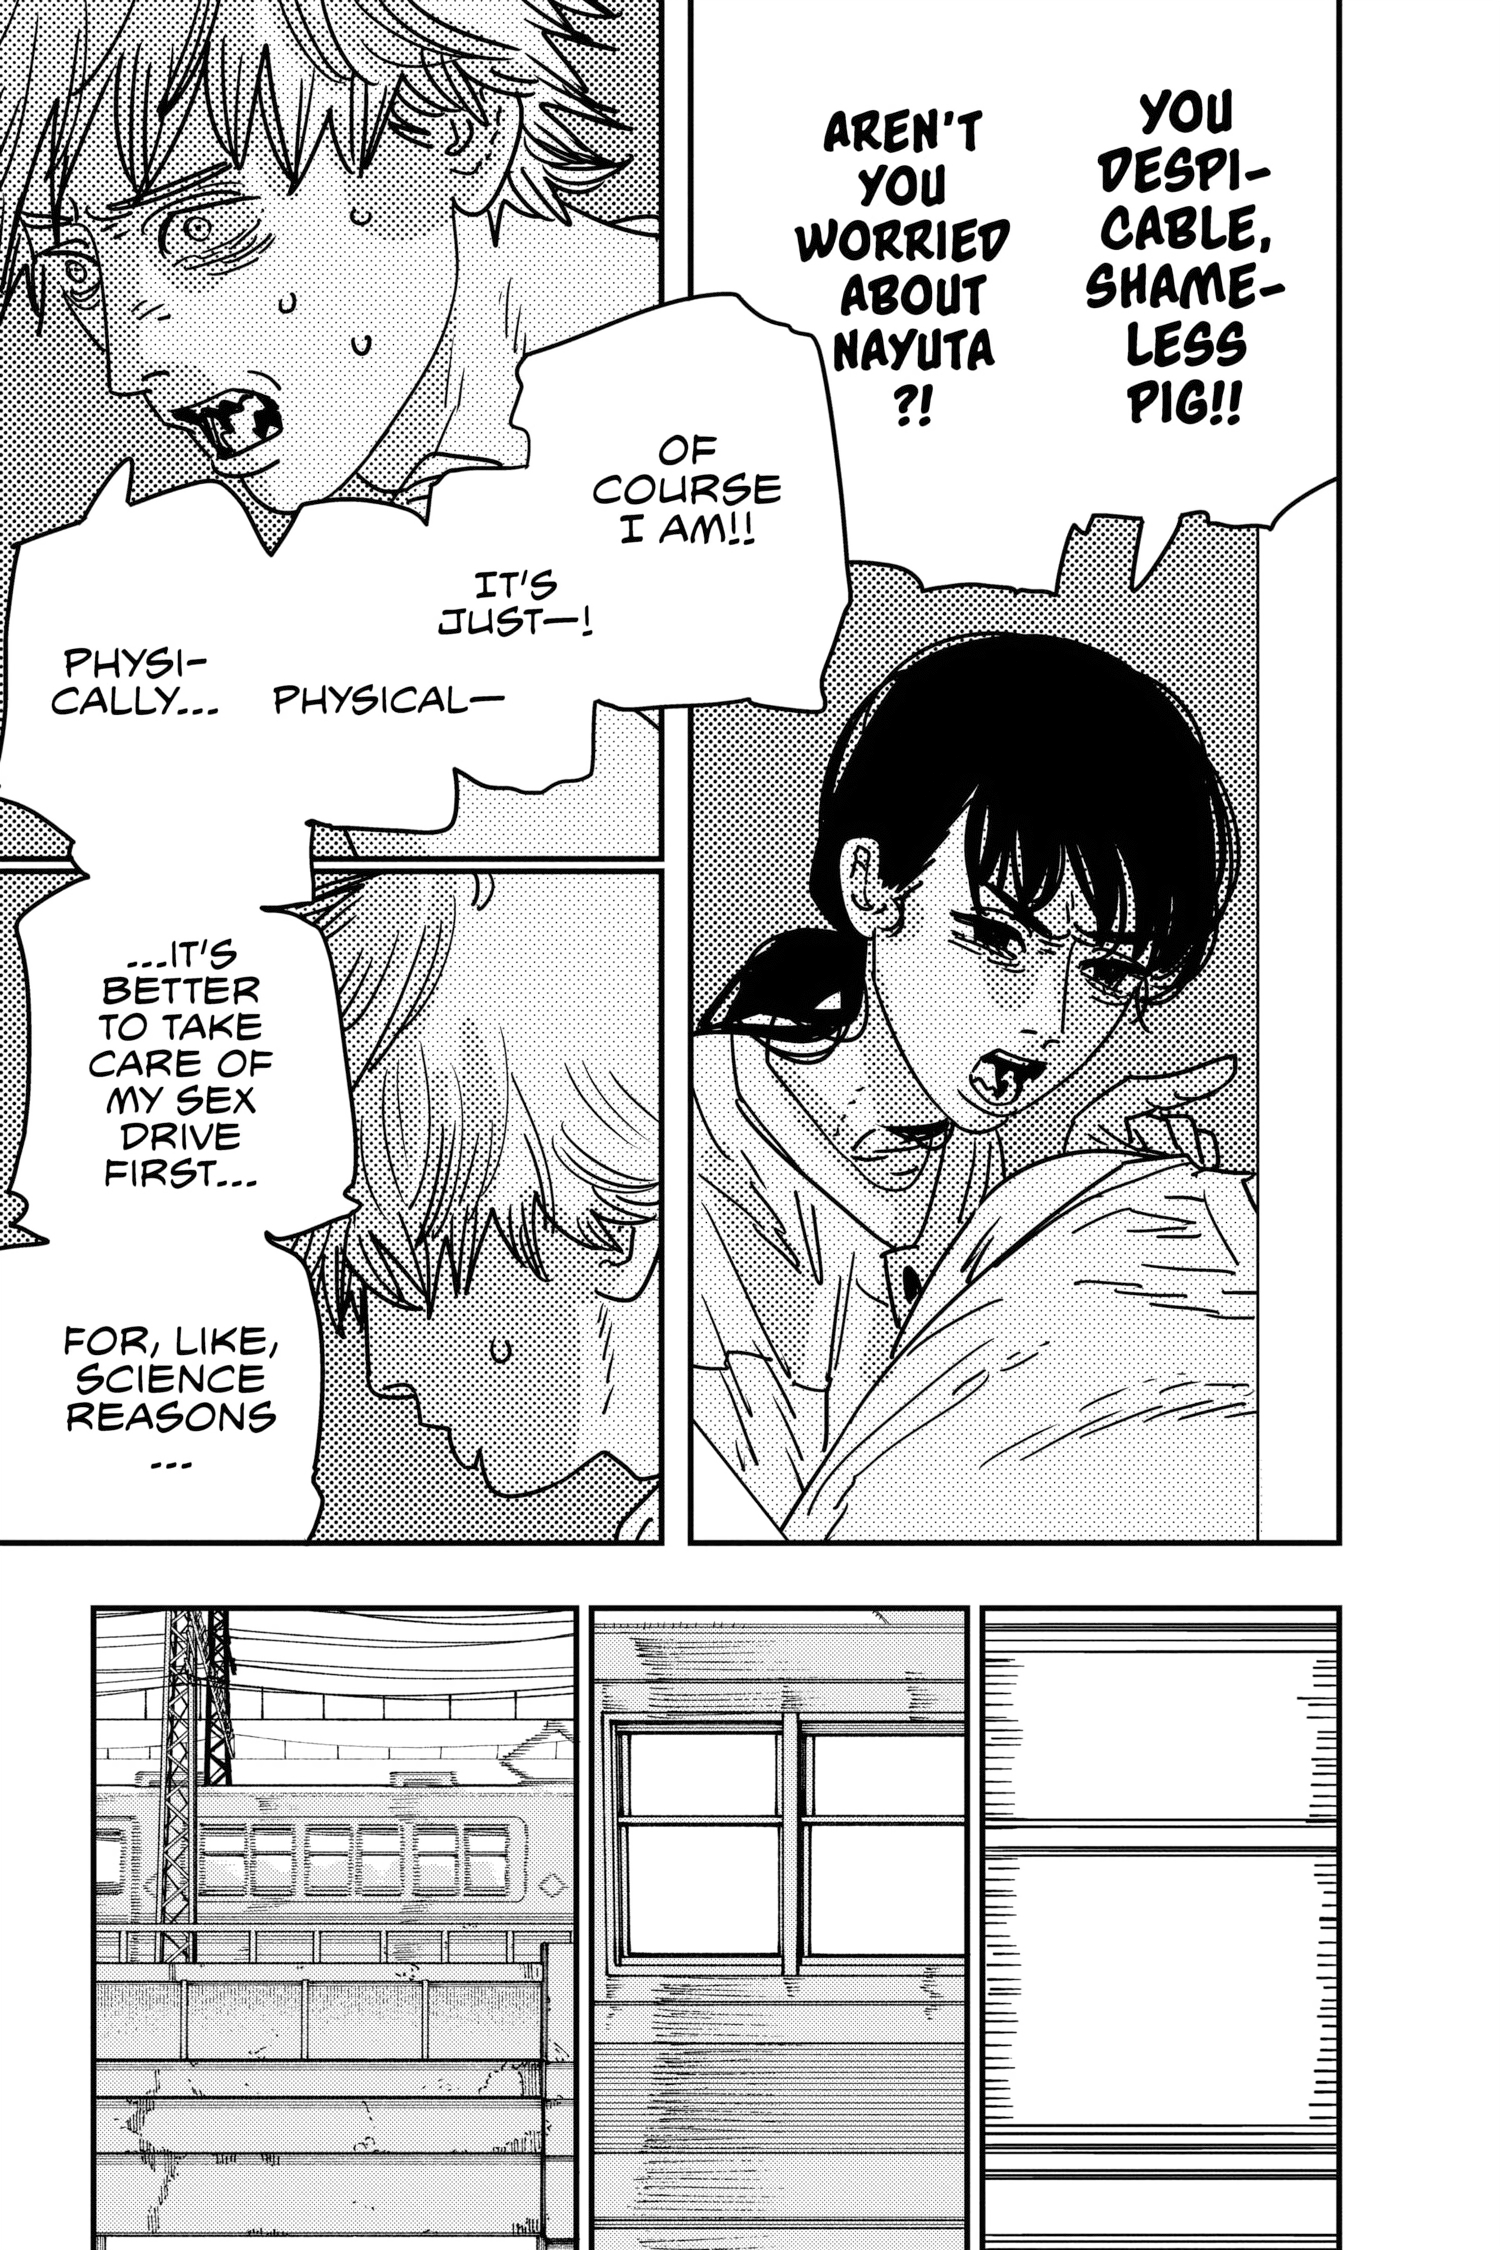 YOU
DESPI-
CABLE,
SHAME-
LESS
PIG!!
AREN'T
YOU
WORRIED
ABOUT
NAYUTA
?!
OF
COURSE
I AM!!
IT'S
JUST—!
PHYSICAL—
PHYSI-
CALLY...
...IT'S
BETTER
TO TAKE
CARE OF
MY SEX
DRIVE
FIRST...
FOR, LIKE,
SCIENCE
REASONS
...